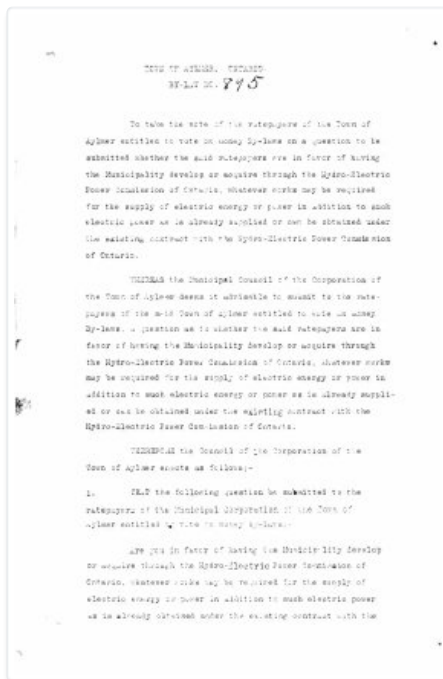 TOWN OF AYLMER, ONTARIO.
BY-LAW NO. 895
To take the vote of the ratepayers of the Town of
Aylmer entitled to vote on Money By-laws on a question to be
submitted whether the said ratepayers are in favor of having
the Municipality develop or acquire through the Hydro-Electric
Power Commission of Ontario, whatever works may be required
for the supply of electric energy or power in addition to such
electric power as is already supplied or can be obtained under
the existing contract with the Hydro-Electric Power Commission
of Ontario.
WHEREAS the Municipal Council of the Corporation of
the Town of Aylmer deems it advisable to submit to the rate-
payers of the said Town of Aylmer entitled to vote on Money
By-laws, a question as to whether the said ratepayers are in
favor of having the Municipality develop or acquire through
the Hydro-Electric Power Commission of Ontario, whatever works
may be required for the supply of electric energy or power in
addition to such electric energy or power as is already suppli-
ed or can be obtained under the existing contract with the
Hydro-Electric Power Commission of Ontario.
THEREFORE the Council of the Corporation of the
Town of Aylmer enacts as follows:-
1. THAT the following question be submitted to the
ratepayers of the Municipal Corporation of the Town of
Aylmer entitled to vote on money by-laws:-
Are you in favor of having the Municipality develop
or acquire through the Hydro-Electric Power Commission of
Ontario, whatever works may be required for the supply of
electric energy or power in addition to such electric power
as is already obtained under the existing contract with the